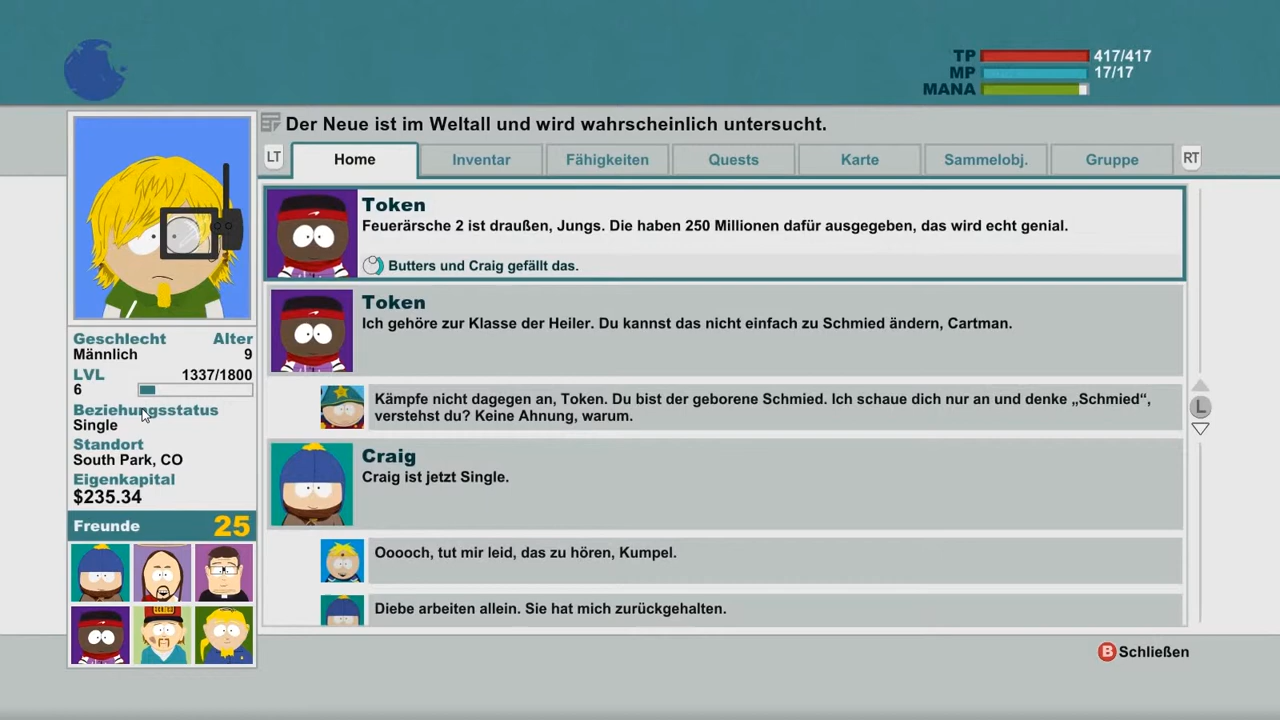 TP 417/417
MP 17/17
MANA
Der Neue ist im Weltall und wird wahrscheinlich untersucht.
LT Home Inventar Fähigkeiten Quests Karte Sammelobj. Gruppe RT
Token
Feuerärsche 2 ist draußen, Jungs. Die haben 250 Millionen dafür ausgegeben, das wird echt genial.
Butters und Craig gefällt das.
Token
Ich gehöre zur Klasse der Heiler. Du kannst das nicht einfach zu Schmied ändern, Cartman.
Kämpfe nicht dagegen an, Token. Du bist der geborene Schmied. Ich schaue dich nur an und denke „Schmied“,
verstehst du? Keine Ahnung, warum.
Craig
Craig ist jetzt Single.
Ooooch, tut mir leid, das zu hören, Kumpel.
Diebe arbeiten allein. Sie hat mich zurückgehalten.
Geschlecht Alter
Männlich 9
LVL 1337/1800
6
Beziehungsstatus
Single
Standort
South Park, CO
Eigenkapital
$235.34
Freunde 25
L
B Schließen